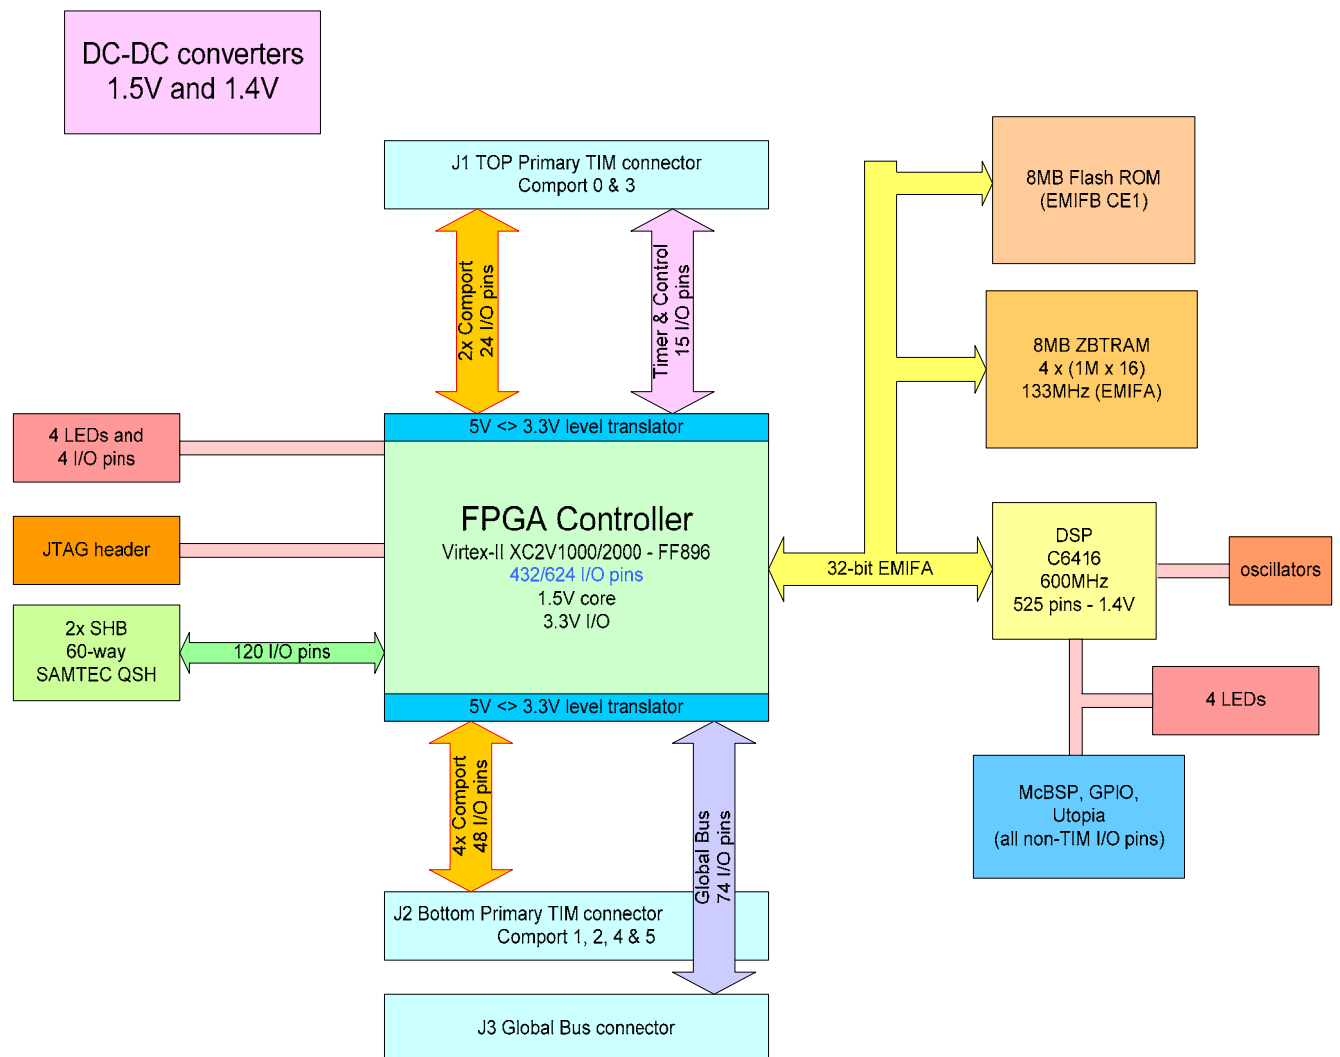 DC-DC converters
1.5V and 1.4V
J1 TOP Primary TIM connector
Comport 0 & 3
2x Comport
24 I/O pins
Timer & Control
15 I/O pins
8MB Flash ROM
(EMIFB CE1)
8MB ZBTRAM
4 x (1M x 16)
133MHz (EMIFA)
4 LEDs and
4 I/O pins
JTAG header
2x SHB
60-way
SAMTEC QSH
120 I/O pins
5V <> 3.3V level translator
FPGA Controller
Virtex-II XC2V1000/2000 - FF896
432/624 I/O pins
1.5V core
3.3V I/O
5V <> 3.3V level translator
32-bit EMIFA
DSP
C6416
600MHz
525 pins - 1.4V
oscillators
4 LEDs
McBSP, GPIO,
Utopia
(all non-TIM I/O pins)
4x Comport
48 I/O pins
Global Bus
74 I/O pins
J2 Bottom Primary TIM connector
Comport 1, 2, 4 & 5
J3 Global Bus connector